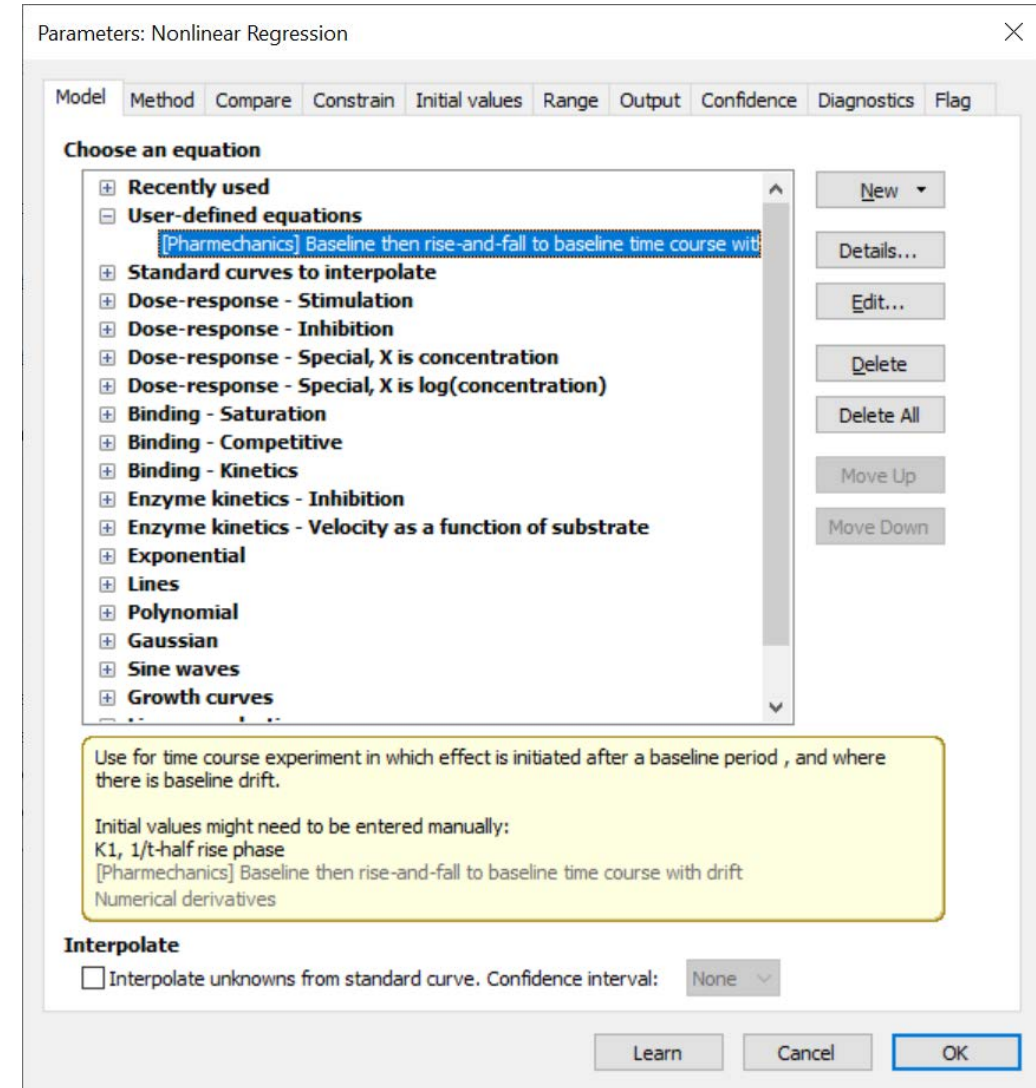 Parameters: Nonlinear Regression
Model Method Compare Constrain Initial values Range Output Confidence Diagnostics Flag
Choose an equation
Recently used
User-defined equations
[Pharmechanics] Baseline then rise-and-fall to baseline time course wit
Standard curves to interpolate
Dose-response - Stimulation
Dose-response - Inhibition
Dose-response - Special, X is concentration
Dose-response - Special, X is log(concentration)
Binding - Saturation
Binding - Competitive
Binding - Kinetics
Enzyme kinetics - Inhibition
Enzyme kinetics - Velocity as a function of substrate
Exponential
Lines
Polynomial
Gaussian
Sine waves
Growth curves
New
Details...
Edit...
Delete
Delete All
Move Up
Move Down
Use for time course experiment in which effect is initiated after a baseline period , and where
there is baseline drift.
Initial values might need to be entered manually:
K1, 1/t-half rise phase
[Pharmechanics] Baseline then rise-and-fall to baseline time course with drift
Numerical derivatives
Interpolate
Interpolate unknowns from standard curve. Confidence interval: None
Learn Cancel OK